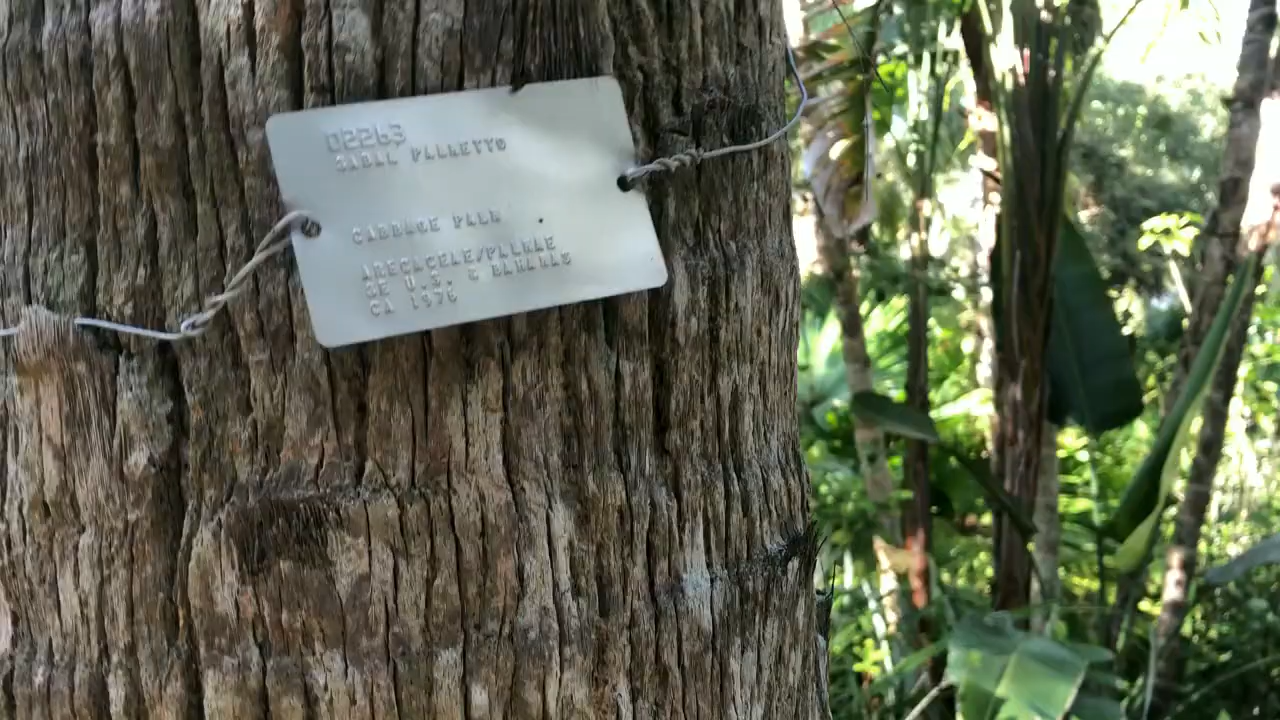 02263
SABAL PALMETTO
CABBAGE PALM
ARECACEAE/PALMAE
SE U.S. & BAHAMAS
CA 1976